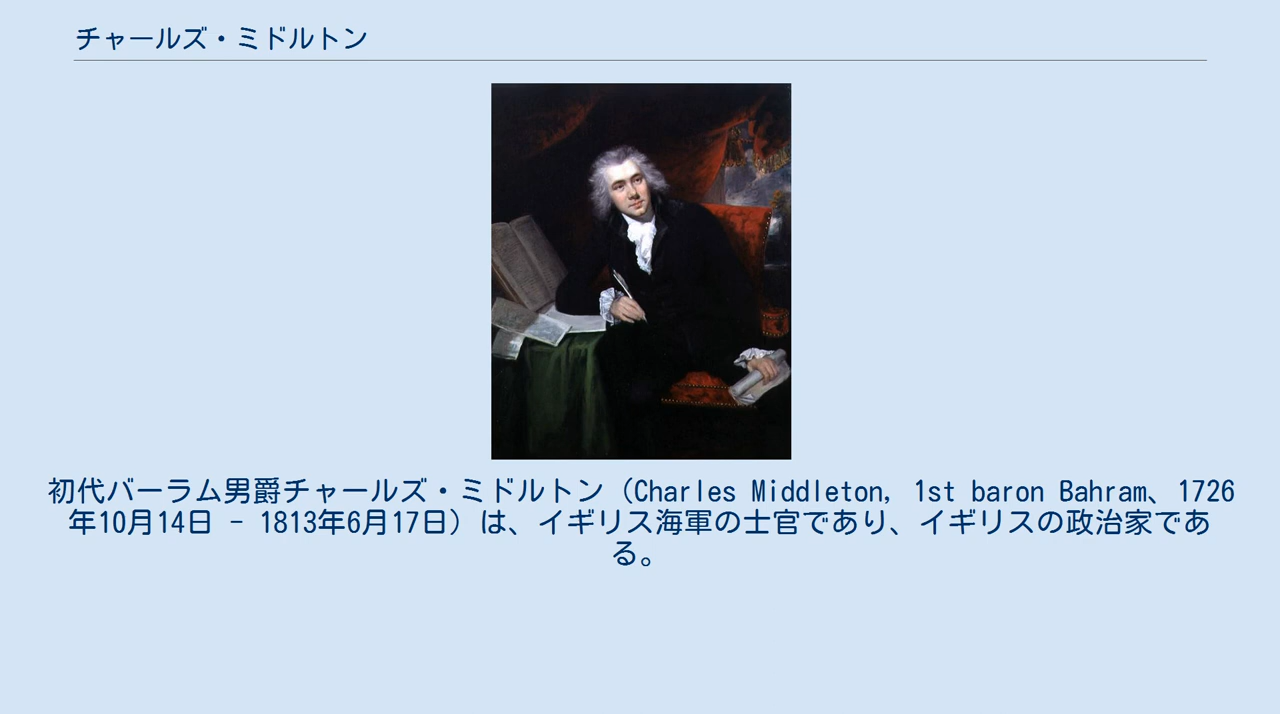 チャールズ・ミドルトン
初代バーラム男爵チャールズ・ミドルトン（Charles Middleton, 1st baron Bahram、1726
年10月14日 - 1813年6月17日）は、イギリス海軍の士官であり、イギリスの政治家であ
る。